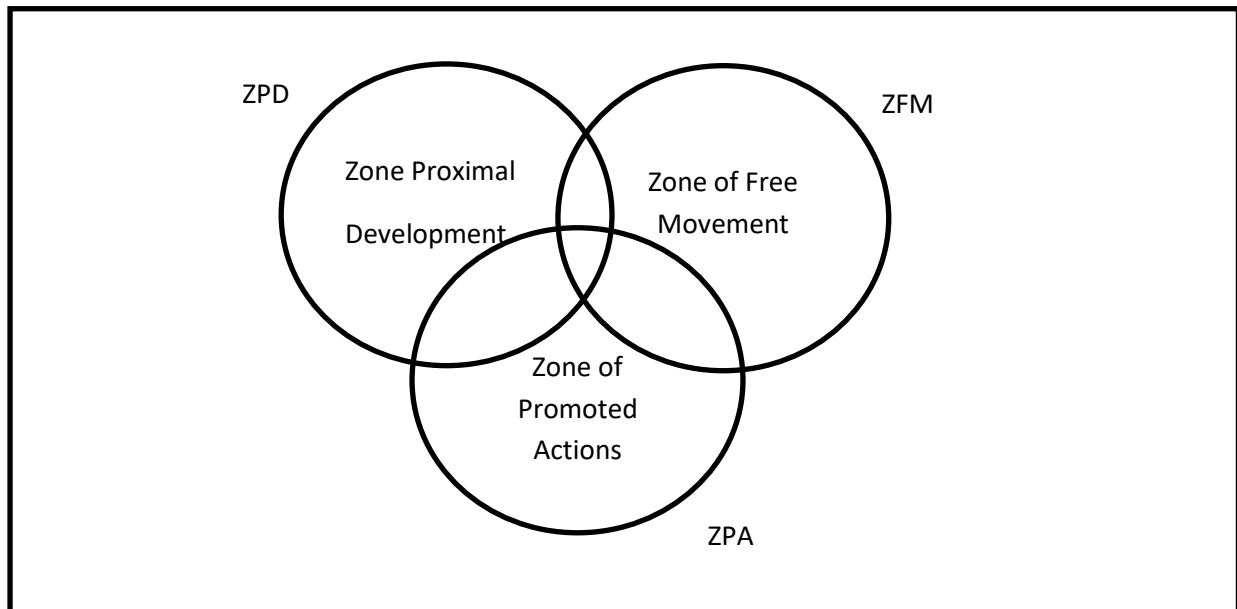 ZPD
ZFM
Zone Proximal
Development
Zone of Free
Movement
Zone of
Promoted
Actions
ZPA